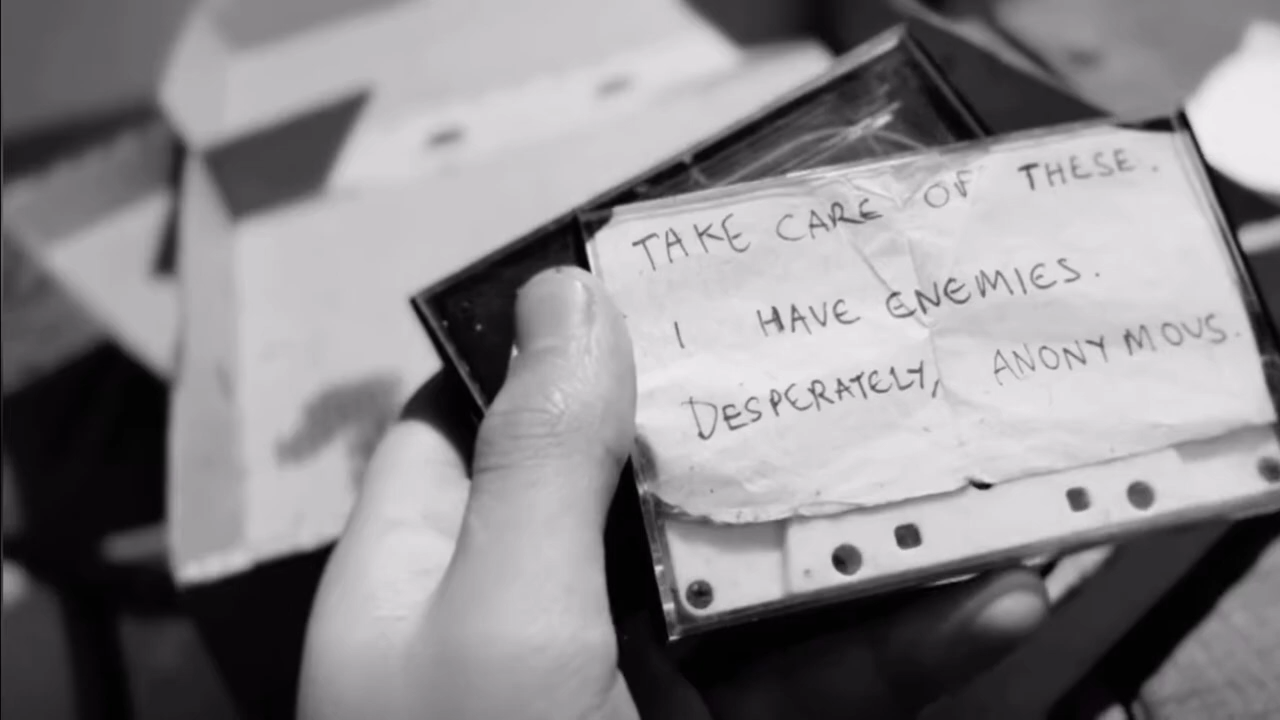 TAKE CARE OF THESE.
I HAVE ENEMIES.
DESPERATELY, ANONYMOUS.